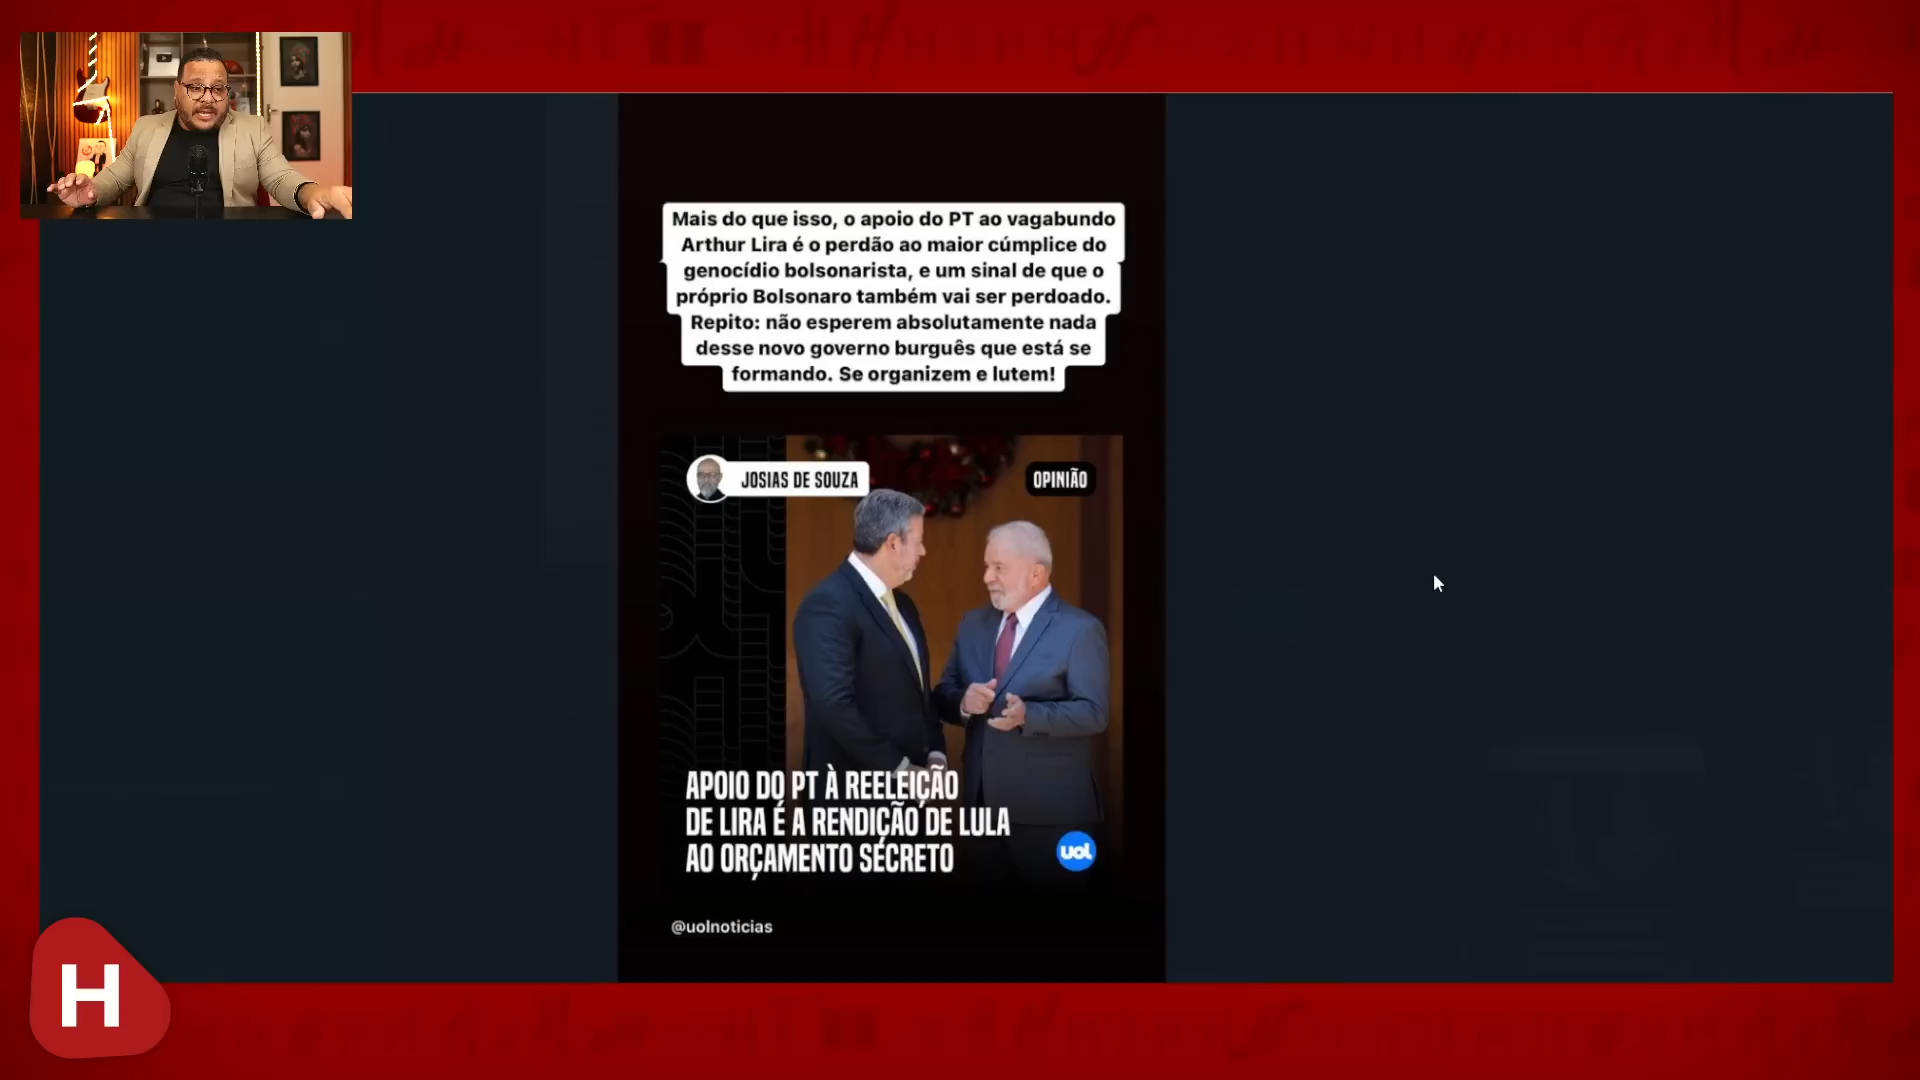 Mais do que isso, o apoio do PT ao vagabundo
Arthur Lira é o perdão ao maior cúmplice do
genocídio bolsonarista, e um sinal de que o
próprio Bolsonaro também vai ser perdoado.
Repito: não esperem absolutamente nada
desse novo governo burguês que está se
formando. Se organizem e lutem!
JOSIAS DE SOUZA
OPINIÃO
APOIO DO PT À REELEIÇÃO
DE LIRA É A RENDIÇÃO DE LULA
AO ORÇAMENTO SECRETO
uol
@uolnoticias
H